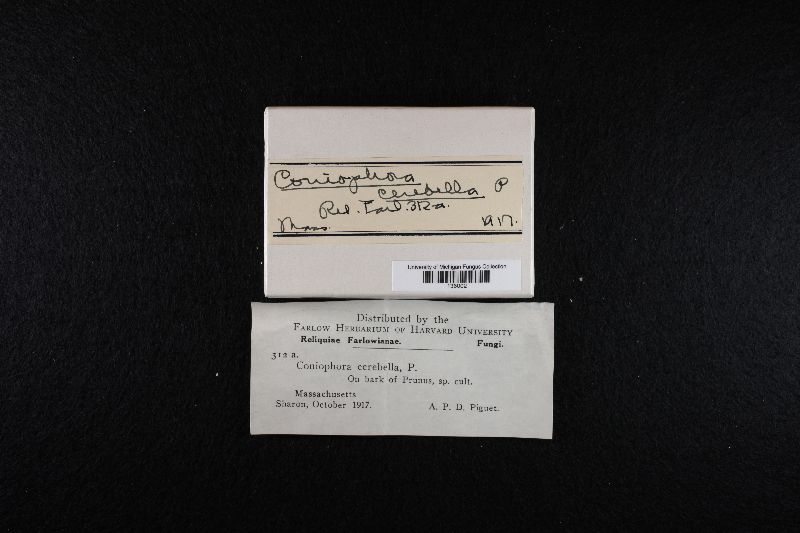 Coniophora
cerebella P
Rel. Farl. 312a.
Mass. 1917.
University of Michigan Fungus Collection
Distributed by the
FARLOW HERBARIUM OF HARVARD UNIVERSITY
Reliquiae Farlowianae. Fungi.
312 a.
Coniophora cerebella, P.
On bark of Prunus, sp. cult.
Massachusetts
Sharon, October 1917. A. P. D. Piguet.